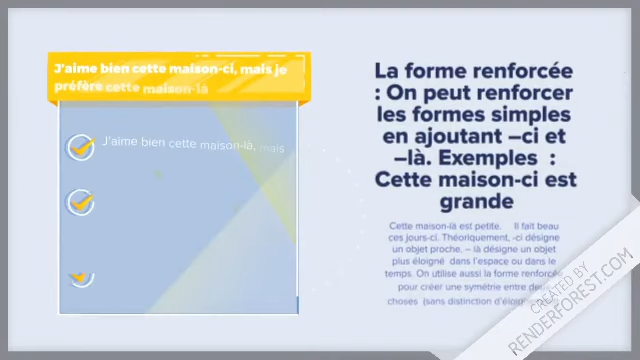 J'aime bien cette maison-ci, mais je
préfère cette maison-là
J'aime bien cette maison-là, mais
La forme renforcée
: On peut renforcer
les formes simples
en ajoutant –ci et
–là. Exemples :
Cette maison-ci est
grande
Cette maison-là est petite. Il fait beau
ces jours-ci. Théoriquement, -ci désigne
un objet proche, – là désigne un objet
plus éloigné dans l'espace ou dans le
temps. On utilise aussi la forme renforcée
pour créer une symétrie entre deux
choses (sans distinction
CREATED BY
RENDERFOREST.COM